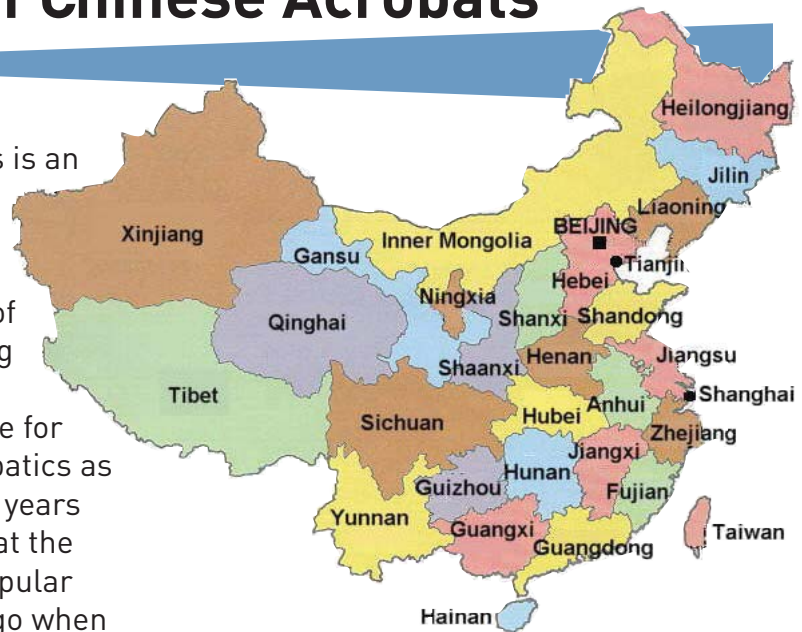 Chinese Acrobats
s is an
of
g
e for
batics as
years
at the
pular
go when
Heilongjiang
Jilin
Liaoning
Xinjiang
Inner Mongolia
BEIJING
Gansu
Tianjin
Hebei
Ningxia
Qinghai
Shanxi
Shandong
Shaanxi
Henan
Jiangsu
Tibet
Shanghai
Sichuan
Hubei
Anhui
Zhejiang
Jiangxi
Hunan
Guizhou
Fujian
Yunnan
Guangxi
Taiwan
Guangdong
Hainan